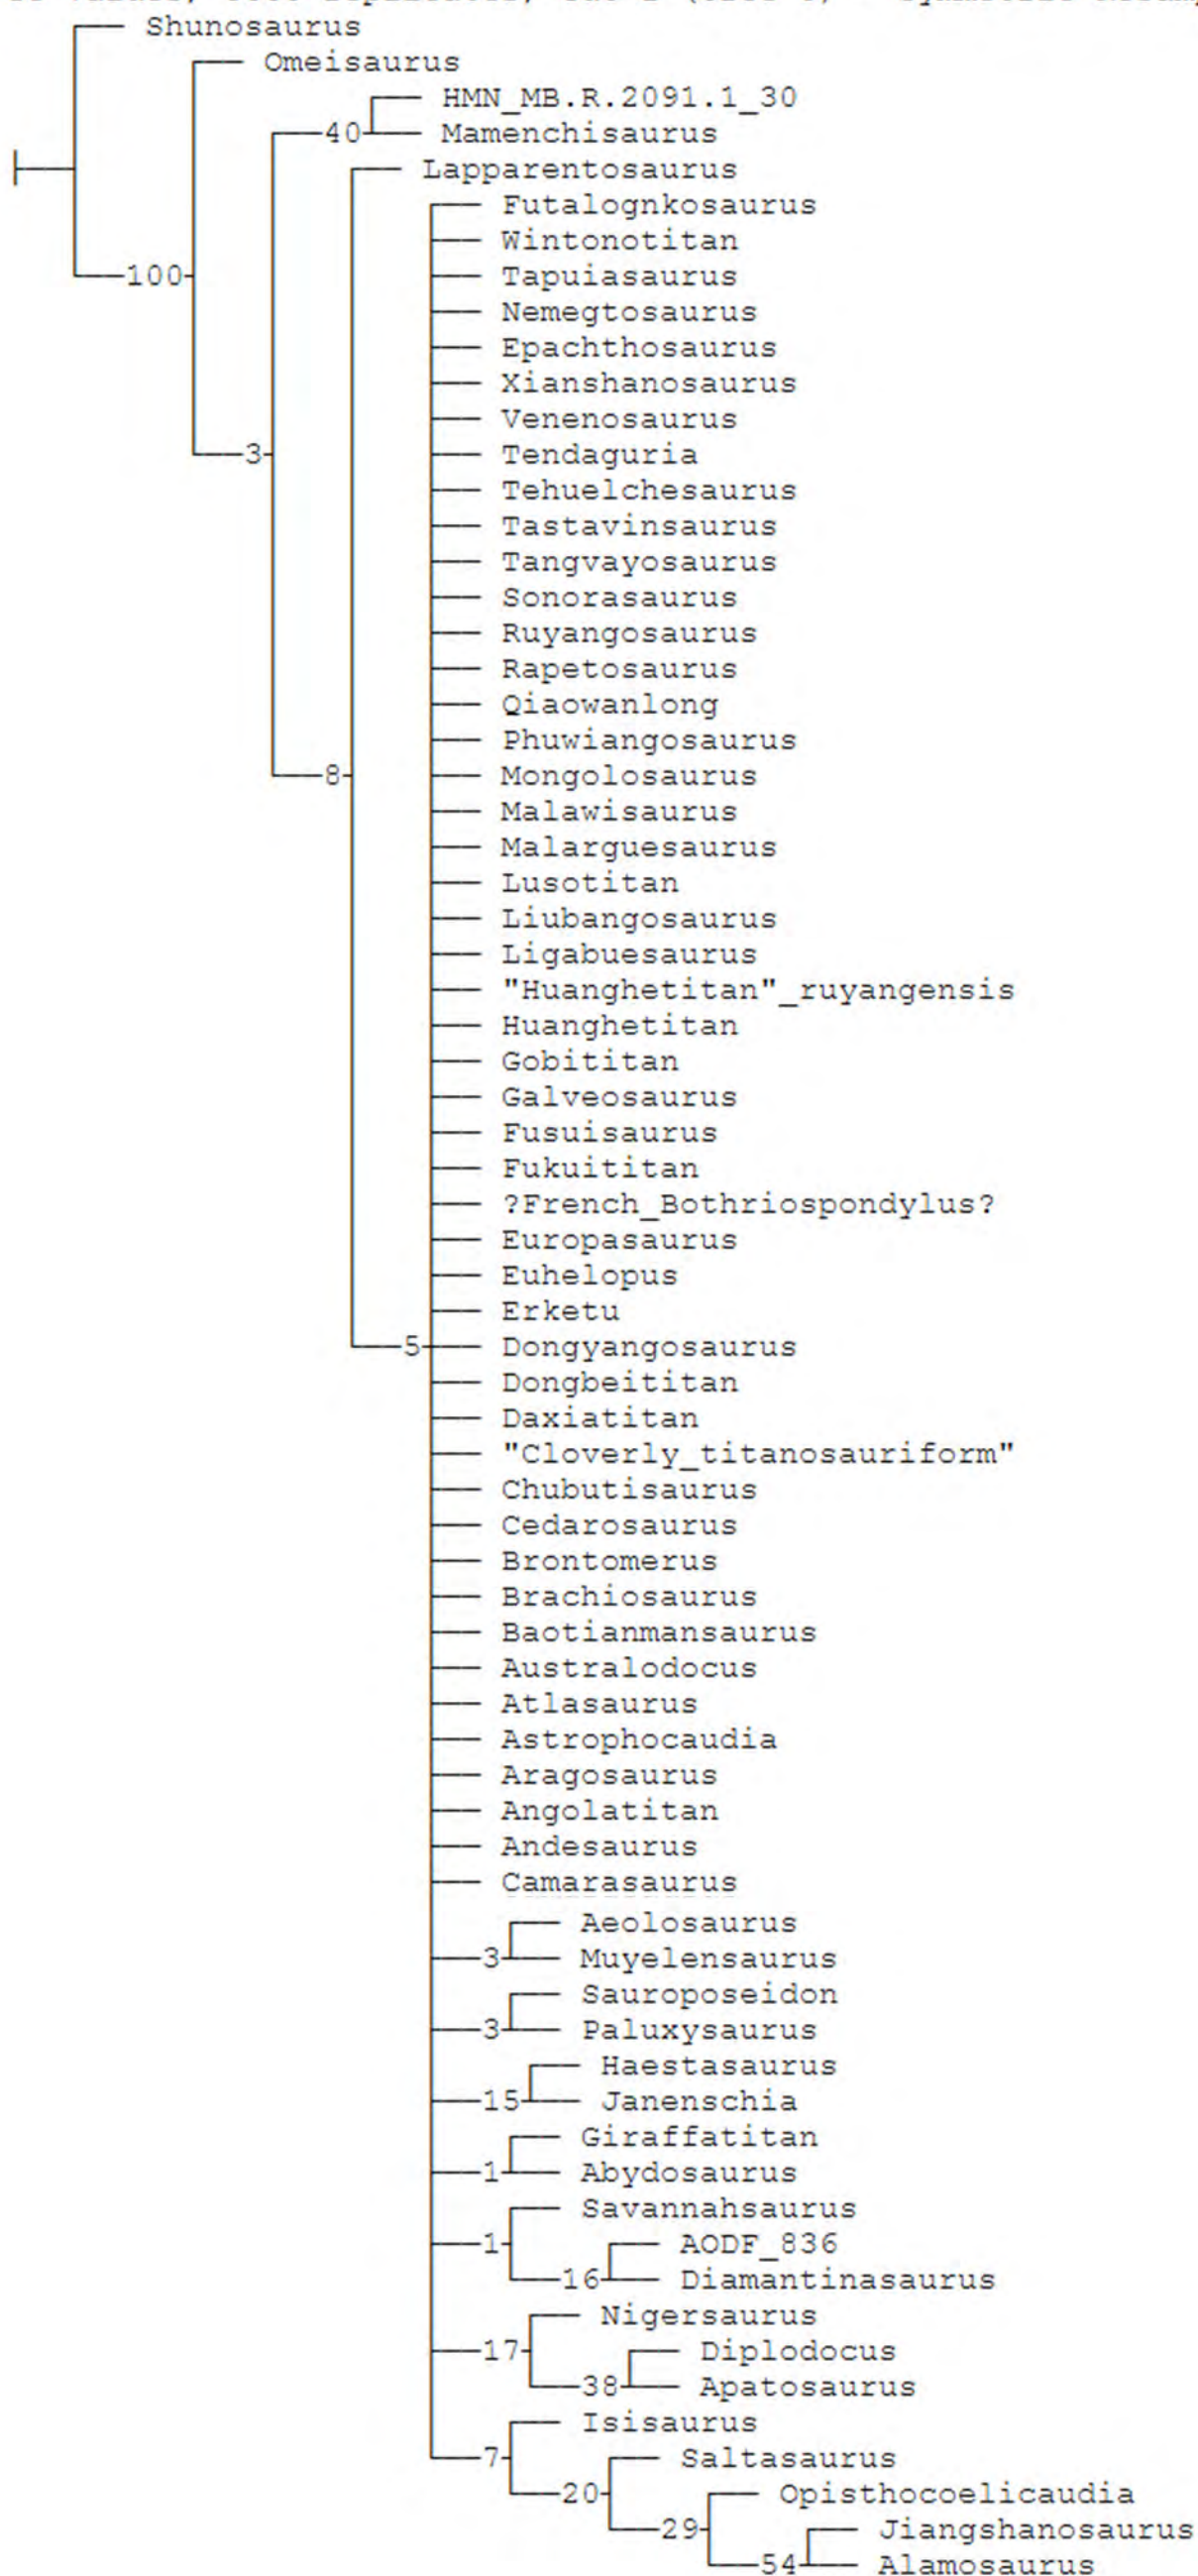 Shunosaurus
Omeisaurus
HMN_MB.R.2091.1_30
40
Mamenchisaurus
Lapparentosaurus
Futalognkosaurus
Wintonotitan
100
Tapuiasaurus
Nemegtosaurus
Epachthosaurus
Xianshanosaurus
Venenosaurus
3
Tendaguria
Tehuelchesaurus
Tastavinsaurus
Tangvayosaurus
Sonorasaurus
Ruyangosaurus
Rapetosaurus
Qiaowanlong
Phuwiangosaurus
8
Mongolosaurus
Malawisaurus
Malarguesaurus
Lusotitan
Liubangosaurus
Ligabuesaurus
"Huanghetitan"_ruyangensis
Huanghetitan
Gobititan
Galveosaurus
Fusuisaurus
Fukuititan
?French_Bothriospondylus?
Europasaurus
Euhelopus
Erketu
5
Dongyangosaurus
Dongbeititan
Daxiatitan
"Cloverly_titanosauriform"
Chubutisaurus
Cedarosaurus
Brontomerus
Brachiosaurus
Baotianmansaurus
Australodocus
Atlasaurus
Astrophocaudia
Aragosaurus
Angolatitan
Andesaurus
Camarasaurus
Aeolosaurus
3
Muyelensaurus
Sauroposeidon
3
Paluxysaurus
Haestasaurus
15
Janenschia
Giraffatitan
1
Abydosaurus
Savannahsaurus
1
AODF_836
16
Diamantinasaurus
Nigersaurus
17
Diplodocus
38
Apatosaurus
Isisaurus
7
Saltasaurus
20
Opisthocoelicaudia
29
Jiangshanosaurus
54
Alamosaurus